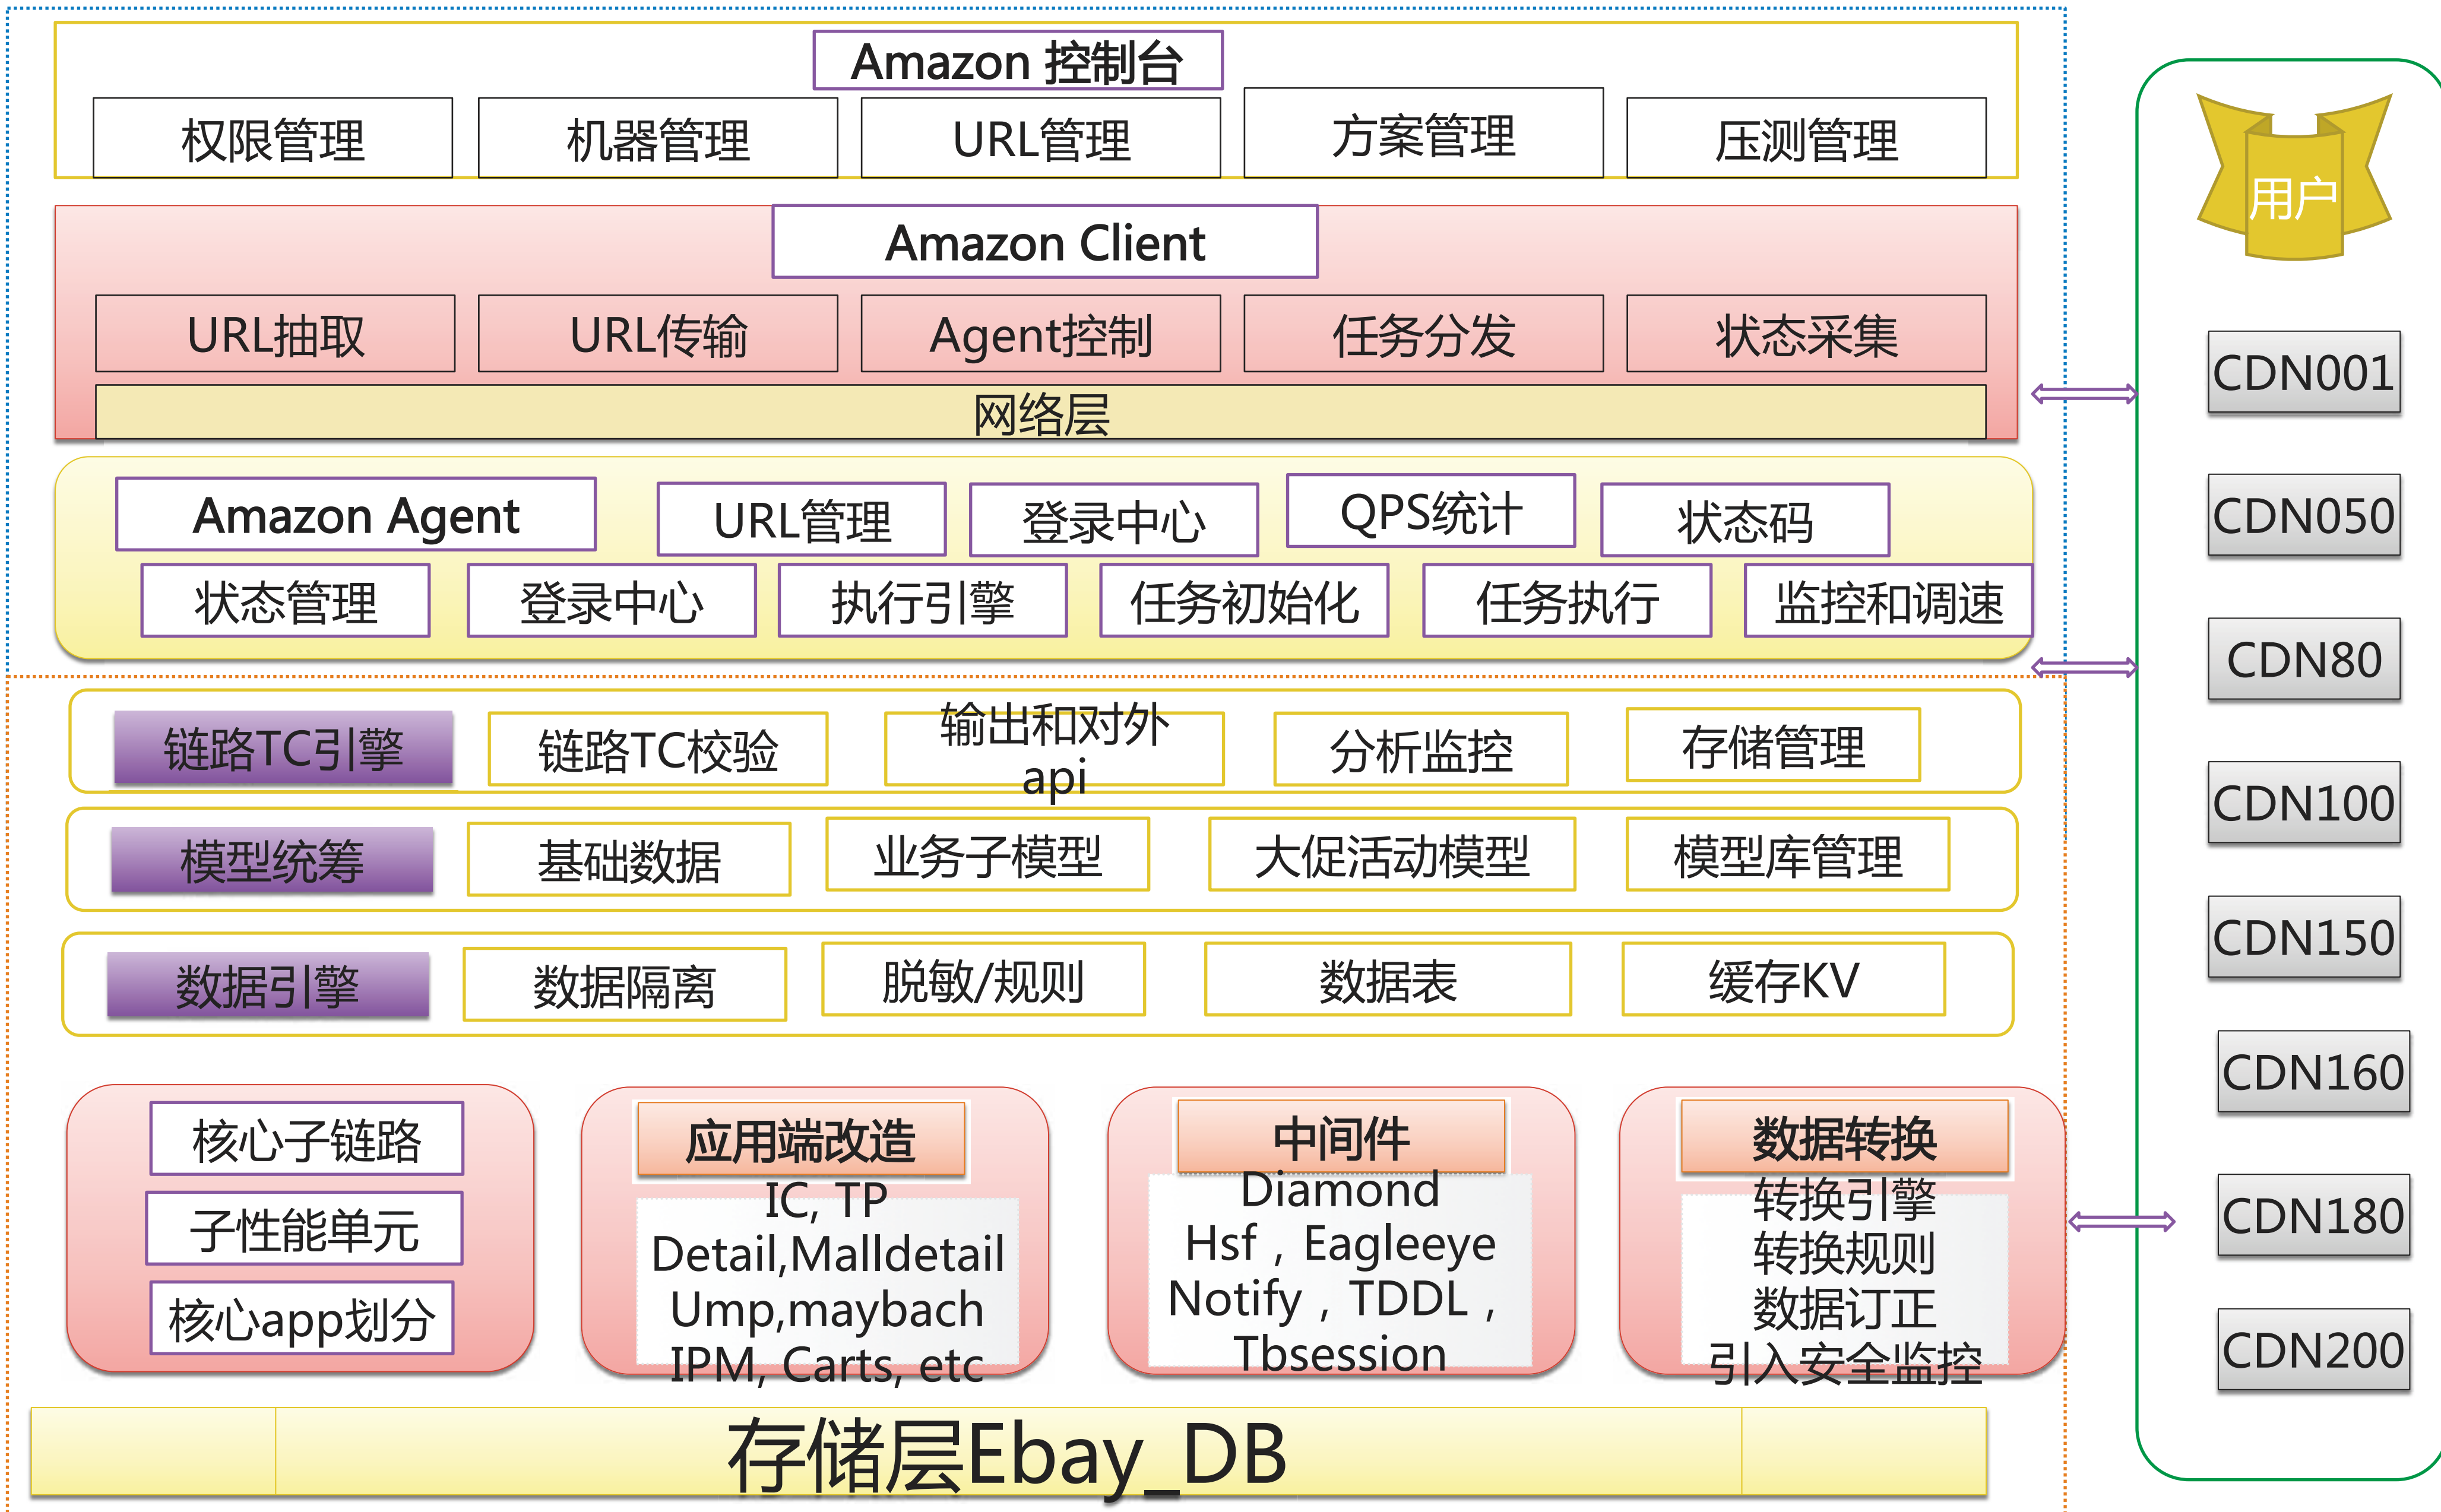 Amazon 控制台
权限管理
机器管理
URL管理
方案管理
压测管理
Amazon Client
URL抽取
URL传输
Agent控制
任务分发
状态采集
网络层
Amazon Agent
URL管理
登录中心
QPS统计
状态码
状态管理
登录中心
执行引擎
任务初始化
任务执行
监控和调速
链路TC引擎
链路TC校验
输出和对外
api
分析监控
存储管理
模型统筹
基础数据
业务子模型
大促活动模型
模型库管理
数据引擎
数据隔离
脱敏/规则
数据表
缓存KV
核心子链路
子性能单元
核心app划分
应用端改造
IC, TP
Detail,Malldetail
Ump,maybach
IPM, Carts, etc
中间件
Diamond
Hsf，Eagleeye
Notify，TDDL，
Tbsession
数据转换
转换引擎
转换规则
数据订正
引入安全监控
存储层Ebay_DB
用户
CDN001
CDN050
CDN80
CDN100
CDN150
CDN160
CDN180
CDN200